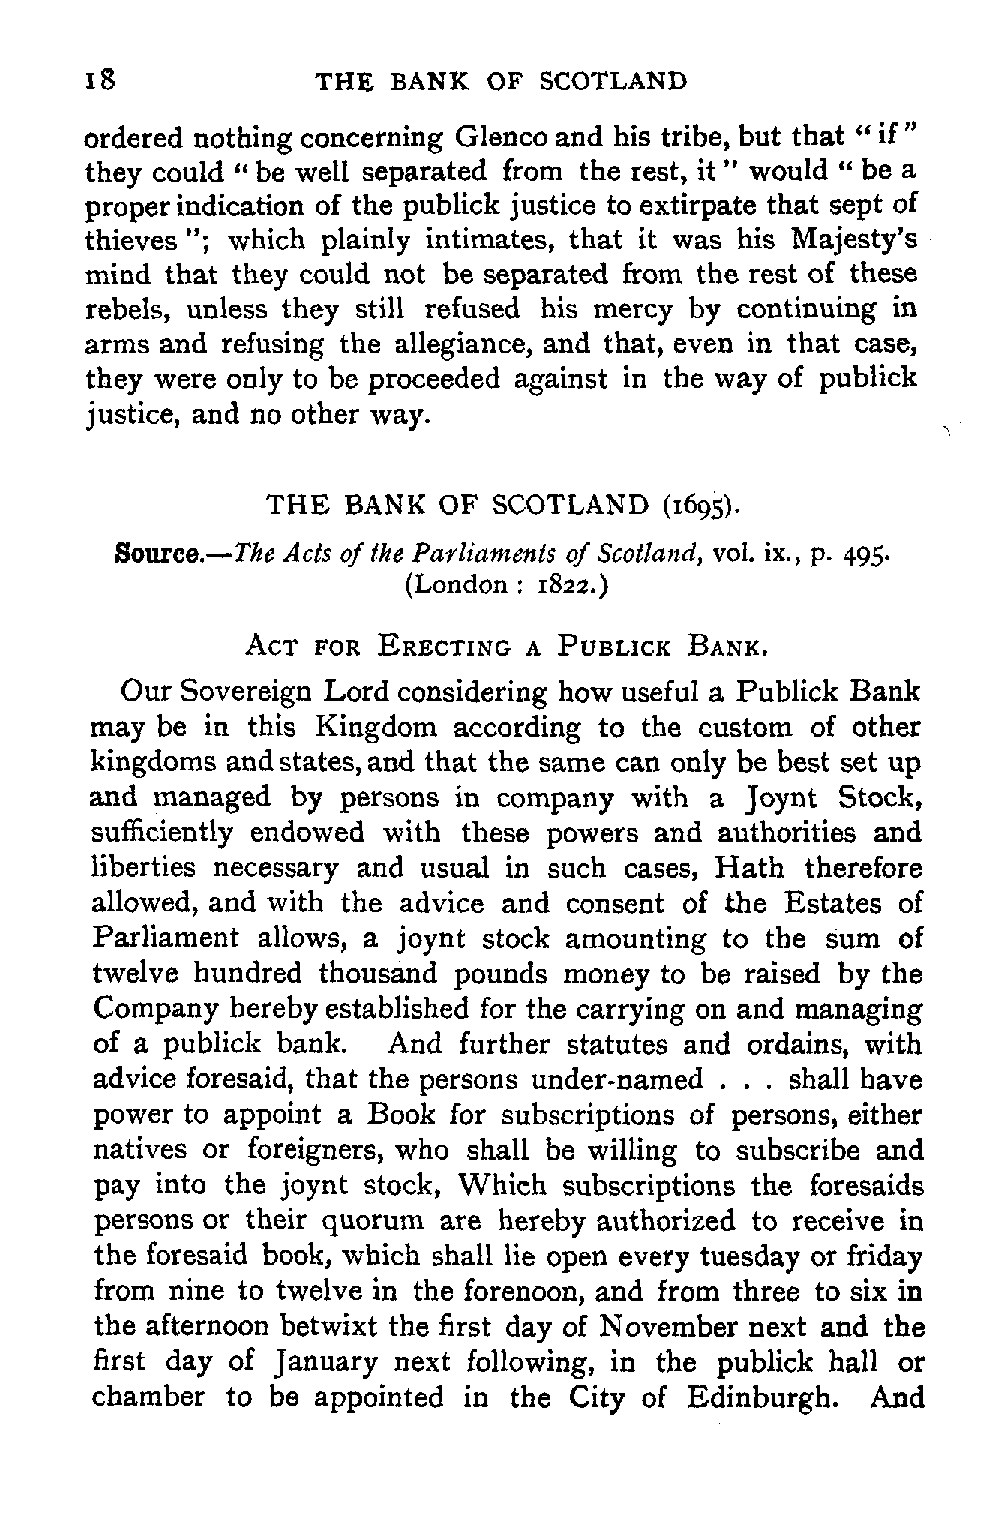 18 THE BANK OF SCOTLAND
ordered nothing concerning Glenco and his tribe, but that “ if ”
they could “ be well separated from the rest, it ” would “ be a
proper indication of the publick justice to extirpate that sept of
thieves ”; which plainly intimates, that it was his Majesty's
mind that they could not be separated from the rest of these
rebels, unless they still refused his mercy by continuing in
arms and refusing the allegiance, and that, even in that case,
they were only to be proceeded against in the way of publick
justice, and no other way.
THE BANK OF SCOTLAND (1695).
Source.—The Acts of the Parliaments of Scotland, vol. ix., p. 495.
(London : 1822.)
ACT FOR ERECTING A PUBLICK BANK.
Our Sovereign Lord considering how useful a Publick Bank
may be in this Kingdom according to the custom of other
kingdoms and states, and that the same can only be best set up
and managed by persons in company with a Joynt Stock,
sufficiently endowed with these powers and authorities and
liberties necessary and usual in such cases, Hath therefore
allowed, and with the advice and consent of the Estates of
Parliament allows, a joynt stock amounting to the sum of
twelve hundred thousand pounds money to be raised by the
Company hereby established for the carrying on and managing
of a publick bank. And further statutes and ordains, with
advice foresaid, that the persons under-named . . . shall have
power to appoint a Book for subscriptions of persons, either
natives or foreigners, who shall be willing to subscribe and
pay into the joynt stock, Which subscriptions the foresaids
persons or their quorum are hereby authorized to receive in
the foresaid book, which shall lie open every tuesday or friday
from nine to twelve in the forenoon, and from three to six in
the afternoon betwixt the first day of November next and the
first day of January next following, in the publick hall or
chamber to be appointed in the City of Edinburgh. And